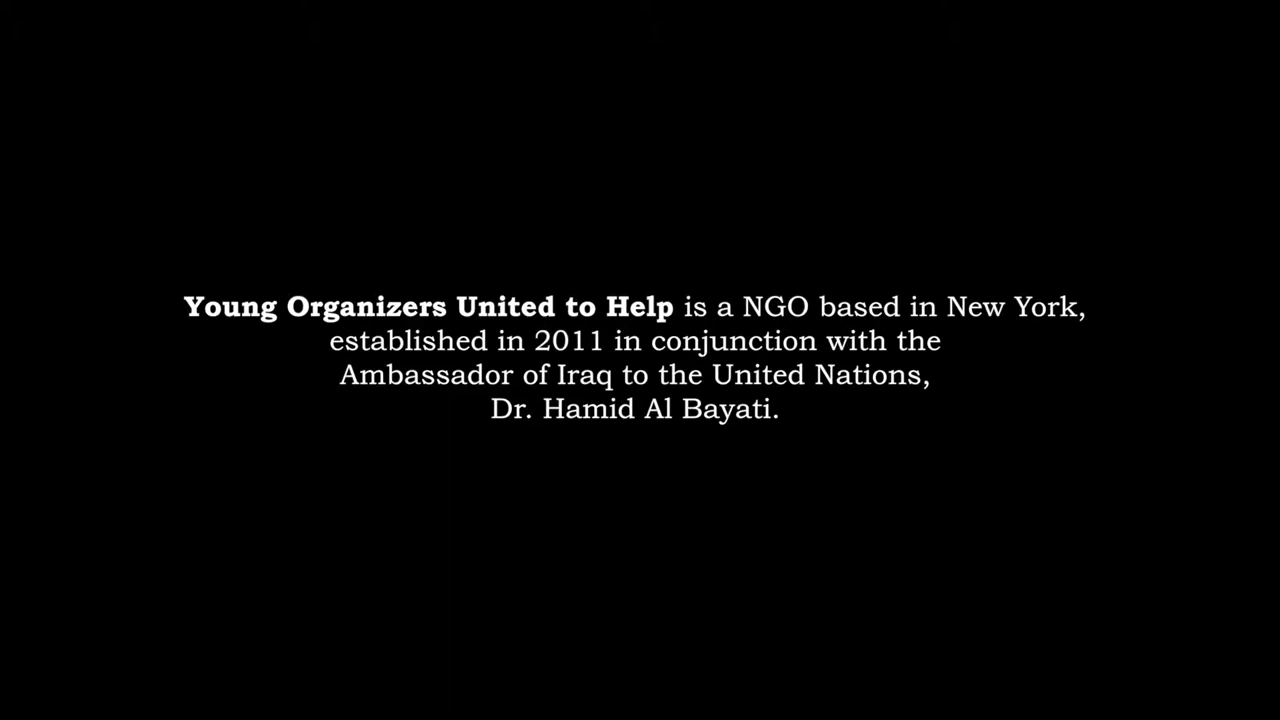 Young Organizers United to Help is a NGO based in New York,
established in 2011 in conjunction with the
Ambassador of Iraq to the United Nations,
Dr. Hamid Al Bayati.